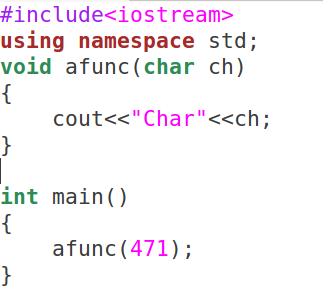 #include<iostream>
using namespace std;
void afunc(char ch)
{
    cout<<"Char"<<ch;
}
int main()
{
    afunc(471);
}